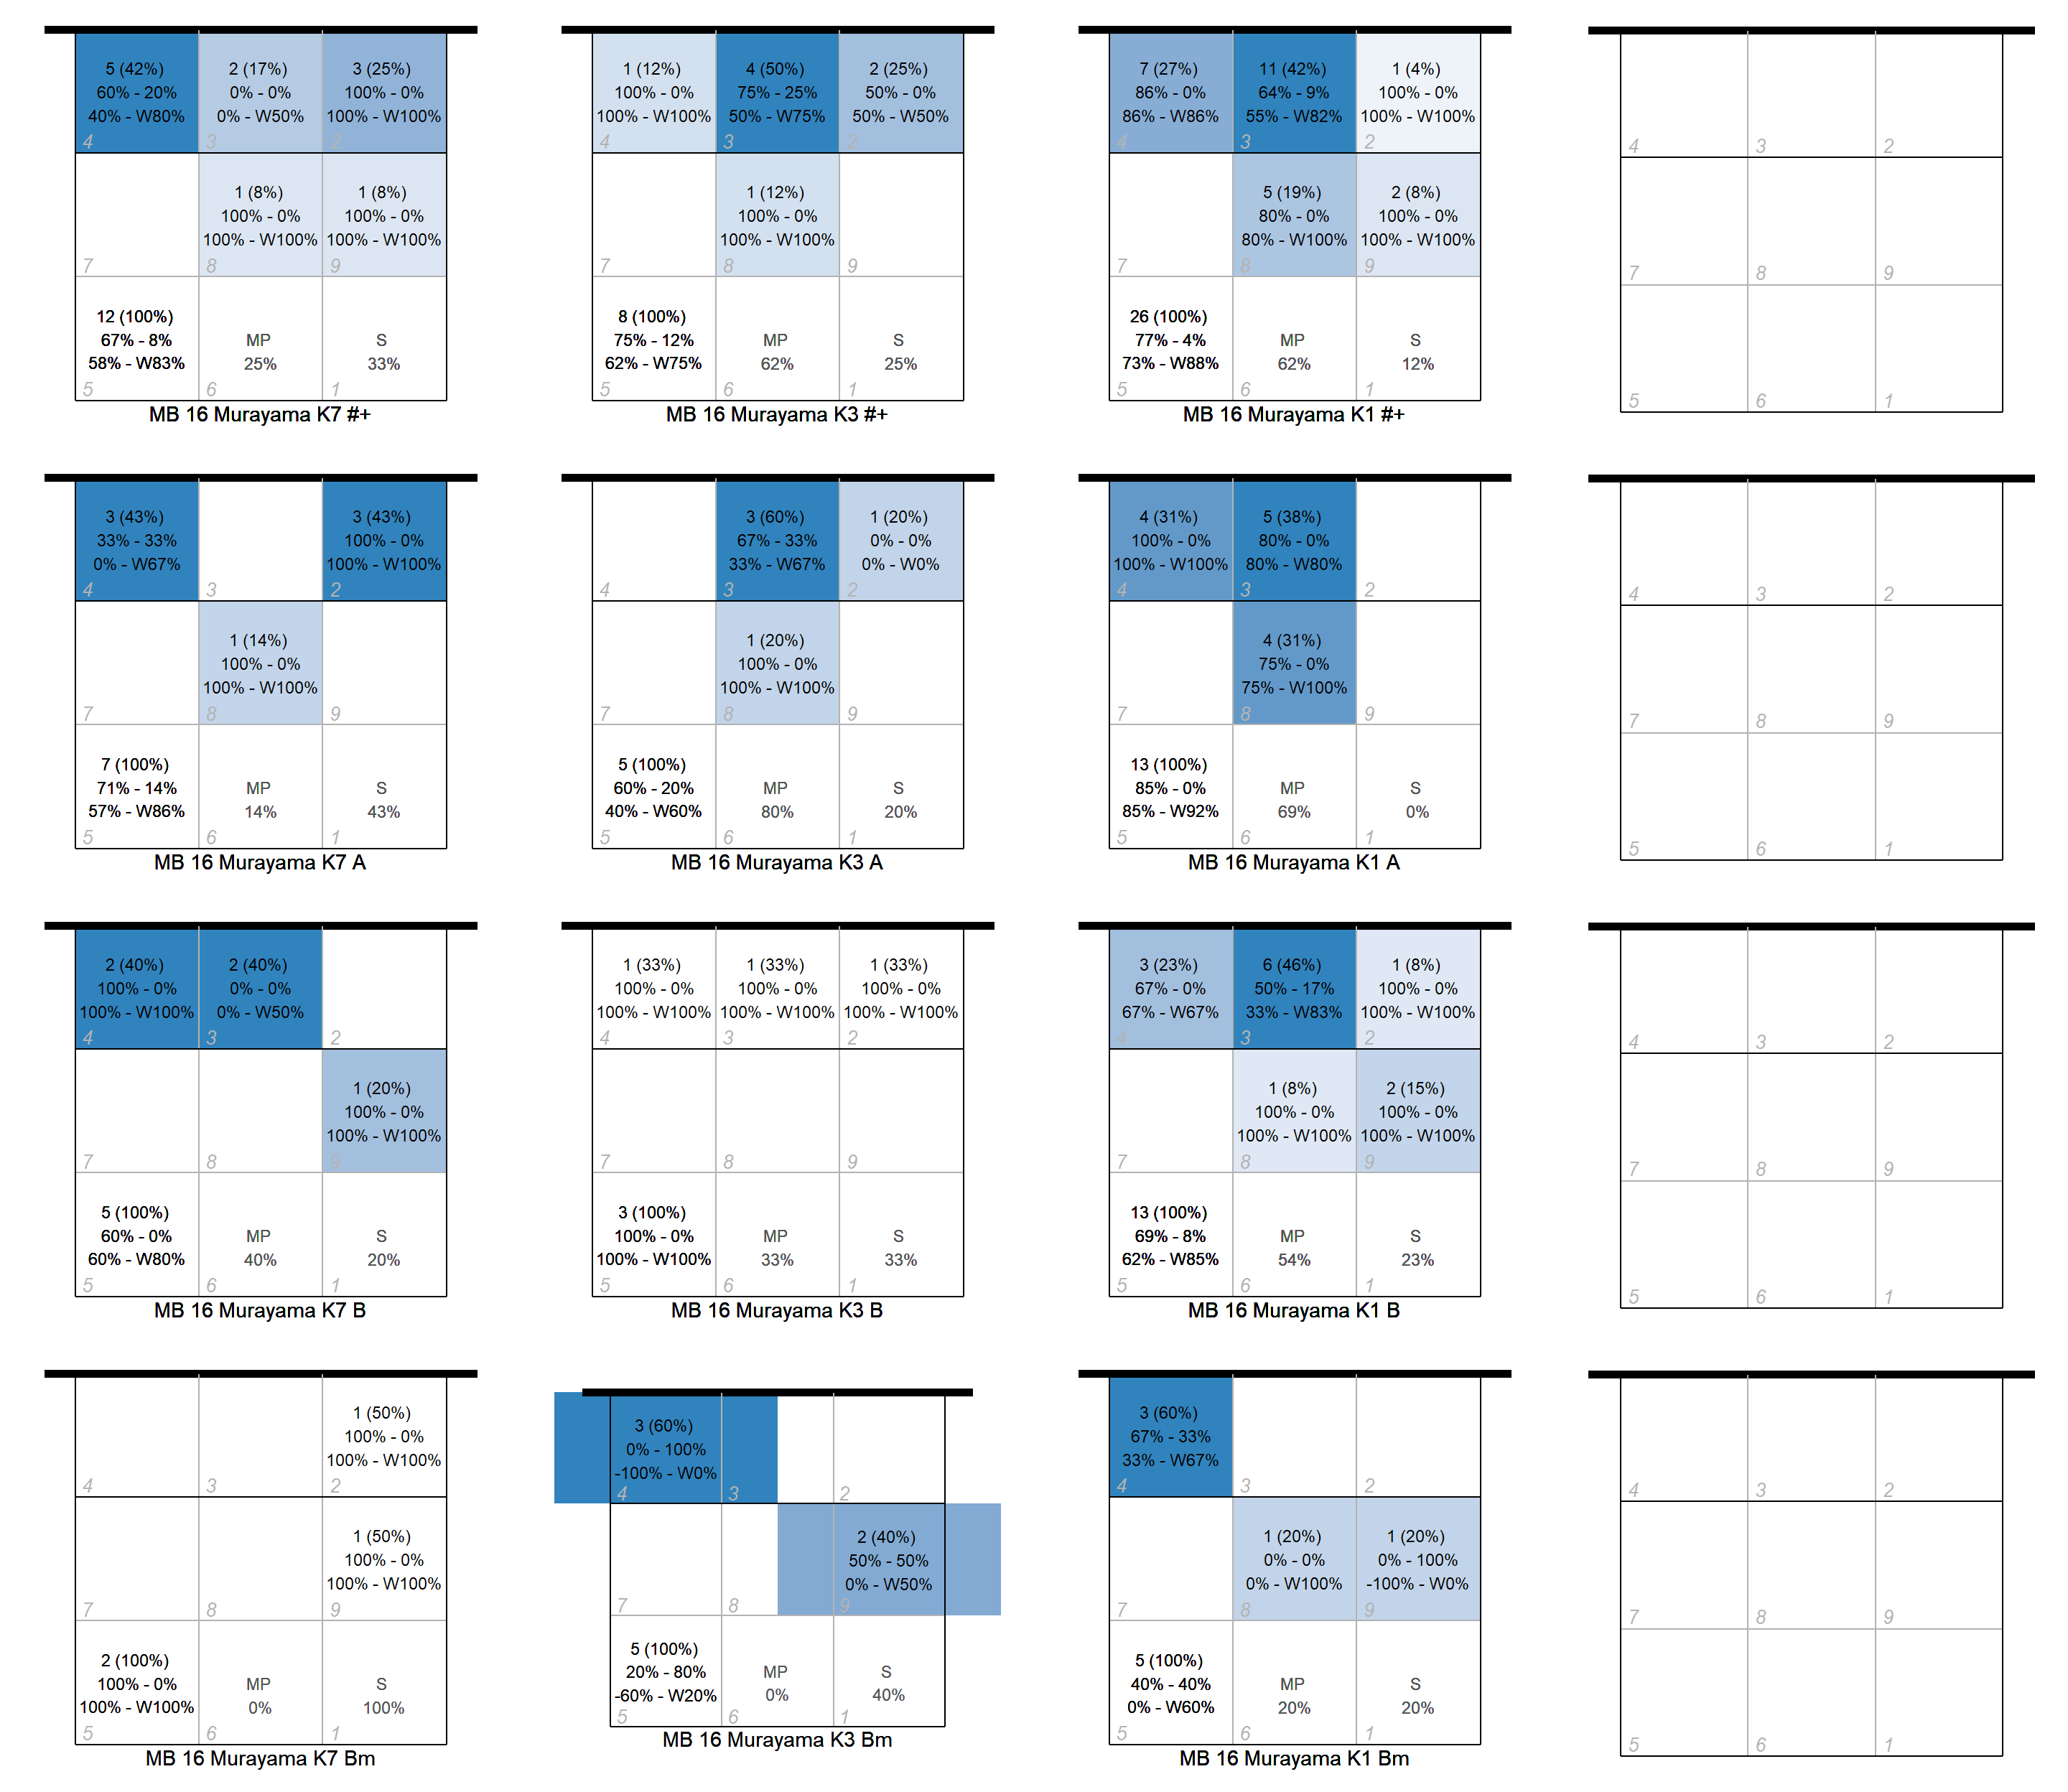 5 (42%)
60% - 20%
40% - W80%
4
2 (17%)
0% - 0%
0% - W50%
3
3 (25%)
100% - 0%
100% - W100%
2
7
1 (8%)
100% - 0%
100% - W100%
8
1 (8%)
100% - 0%
100% - W100%
9
12 (100%)
67% - 8%
58% - W83%
5
MP
25%
6
S
33%
1
MB 16 Murayama K7 #+
1 (12%)
100% - 0%
100% - W100%
4
4 (50%)
75% - 25%
50% - W75%
3
2 (25%)
50% - 0%
50% - W50%
2
7
1 (12%)
100% - 0%
100% - W100%
8
9
8 (100%)
75% - 12%
62% - W75%
5
MP
62%
6
S
25%
1
MB 16 Murayama K3 #+
7 (27%)
86% - 0%
86% - W86%
4
11 (42%)
64% - 9%
55% - W82%
3
1 (4%)
100% - 0%
100% - W100%
2
7
5 (19%)
80% - 0%
80% - W100%
8
2 (8%)
100% - 0%
100% - W100%
9
26 (100%)
77% - 4%
73% - W88%
5
MP
62%
6
S
12%
1
MB 16 Murayama K1 #+
4
3
2
7
8
9
5
6
1
3 (43%)
33% - 33%
0% - W67%
4
3
3 (43%)
100% - 0%
100% - W100%
2
7
1 (14%)
100% - 0%
100% - W100%
8
9
7 (100%)
71% - 14%
57% - W86%
5
MP
14%
6
S
43%
1
MB 16 Murayama K7 A
4
3 (60%)
67% - 33%
33% - W67%
3
1 (20%)
0% - 0%
0% - W0%
2
7
1 (20%)
100% - 0%
100% - W100%
8
9
5 (100%)
60% - 20%
40% - W60%
5
MP
80%
6
S
20%
1
MB 16 Murayama K3 A
4 (31%)
100% - 0%
100% - W100%
4
5 (38%)
80% - 0%
80% - W80%
3
2
7
4 (31%)
75% - 0%
75% - W100%
8
9
13 (100%)
85% - 0%
85% - W92%
5
MP
69%
6
S
0%
1
MB 16 Murayama K1 A
4
3
2
7
8
9
5
6
1
2 (40%)
100% - 0%
100% - W100%
4
2 (40%)
0% - 0%
0% - W50%
3
2
7
8
1 (20%)
100% - 0%
100% - W100%
9
5 (100%)
60% - 0%
60% - W80%
5
MP
40%
6
S
20%
1
MB 16 Murayama K7 B
1 (33%)
100% - 0%
100% - W100%
4
1 (33%)
100% - 0%
100% - W100%
3
1 (33%)
100% - 0%
100% - W100%
2
7
8
9
3 (100%)
100% - 0%
100% - W100%
5
MP
33%
6
S
33%
1
MB 16 Murayama K3 B
3 (23%)
67% - 0%
67% - W67%
4
6 (46%)
50% - 17%
33% - W83%
3
1 (8%)
100% - 0%
100% - W100%
2
7
1 (8%)
100% - 0%
100% - W100%
8
2 (15%)
100% - 0%
100% - W100%
9
13 (100%)
69% - 8%
62% - W85%
5
MP
54%
6
S
23%
1
MB 16 Murayama K1 B
4
3
2
7
8
9
5
6
1
4
3
1 (50%)
100% - 0%
100% - W100%
2
7
8
1 (50%)
100% - 0%
100% - W100%
9
2 (100%)
100% - 0%
100% - W100%
5
MP
0%
6
S
100%
1
MB 16 Murayama K7 Bm
3 (60%)
0% - 100%
-100% - W0%
4
3
2
7
8
2 (40%)
50% - 50%
0% - W50%
9
5 (100%)
20% - 80%
-60% - W20%
5
MP
0%
6
S
40%
1
MB 16 Murayama K3 Bm
3 (60%)
67% - 33%
33% - W67%
4
3
2
7
1 (20%)
0% - 0%
0% - W100%
8
1 (20%)
0% - 100%
-100% - W0%
9
5 (100%)
40% - 40%
0% - W60%
5
MP
20%
6
S
20%
1
MB 16 Murayama K1 Bm
4
3
2
7
8
9
5
6
1